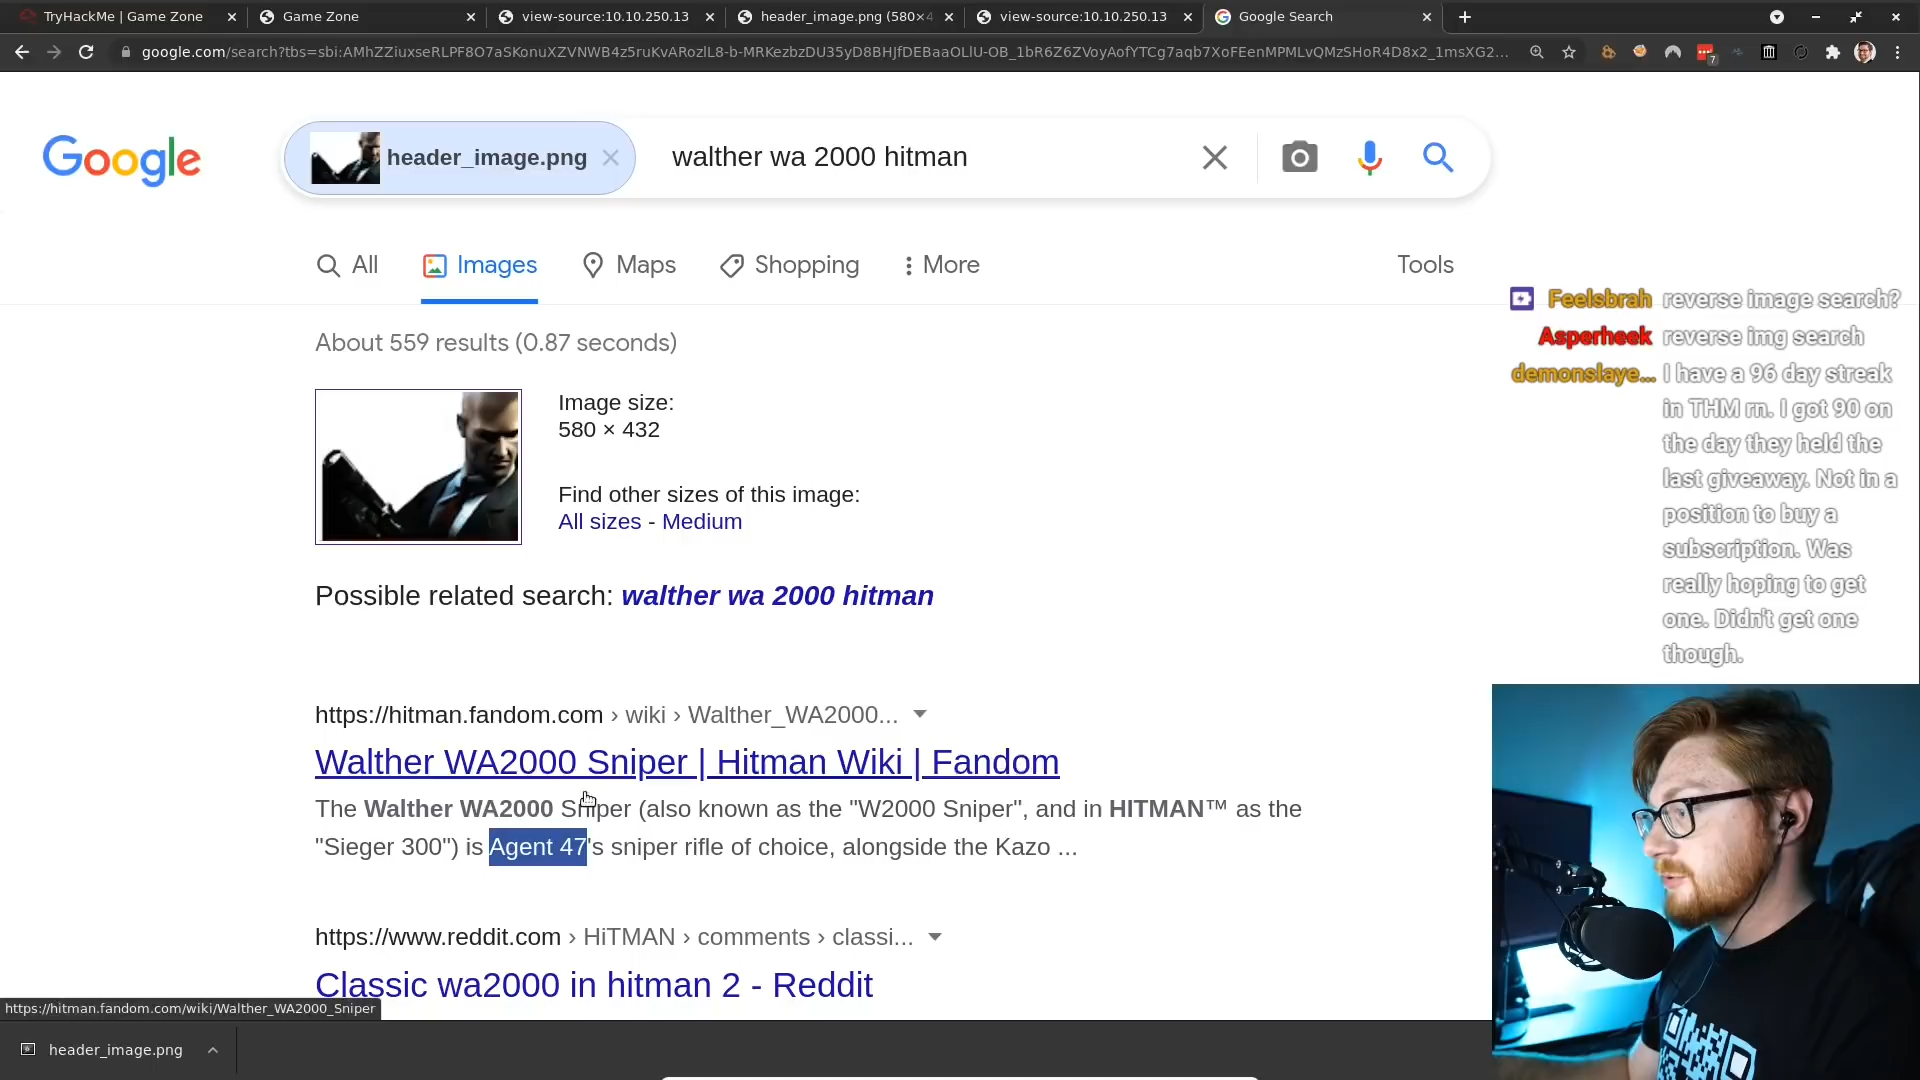 TryHackMe | Game Zone
Game Zone
view-source:10.10.250.13
header_image.png (580×4
view-source:10.10.250.13
Google Search
google.com/search?tbs=sbi:AMhZZiuxseRLPF8O7aSKonuXZVNWB4z5ruKvARozlL8-b-MRKezbzDU35yD8BHJfDEBaaOLlU-OB_1bR6Z6ZVoyAofYTCg7aqb7XoFEenMPMLvQMzSHoR4D8x2_1msXG2...
7
Google
header_image.png
walther wa 2000 hitman
All
Images
Maps
Shopping
More
Tools
About 559 results (0.87 seconds)
Image size:
580 × 432
Find other sizes of this image:
All sizes - Medium
Possible related search: walther wa 2000 hitman
https://hitman.fandom.com › wiki › Walther_WA2000...
Walther WA2000 Sniper | Hitman Wiki | Fandom
The Walther WA2000 Sniper (also known as the "W2000 Sniper", and in HITMAN™ as the
"Sieger 300") is Agent 47's sniper rifle of choice, alongside the Kazo ...
https://www.reddit.com › HiTMAN › comments › classi...
Classic wa2000 in hitman 2 - Reddit
https://hitman.fandom.com/wiki/Walther_WA2000_Sniper
header_image.png
Feelsbrah reverse image search?
Asperheek reverse img search
demonslaye... I have a 96 day streak
in THM rn. I got 90 on
the day they held the
last giveaway. Not in a
position to buy a
subscription. Was
really hoping to get
one. Didn't get one
though.